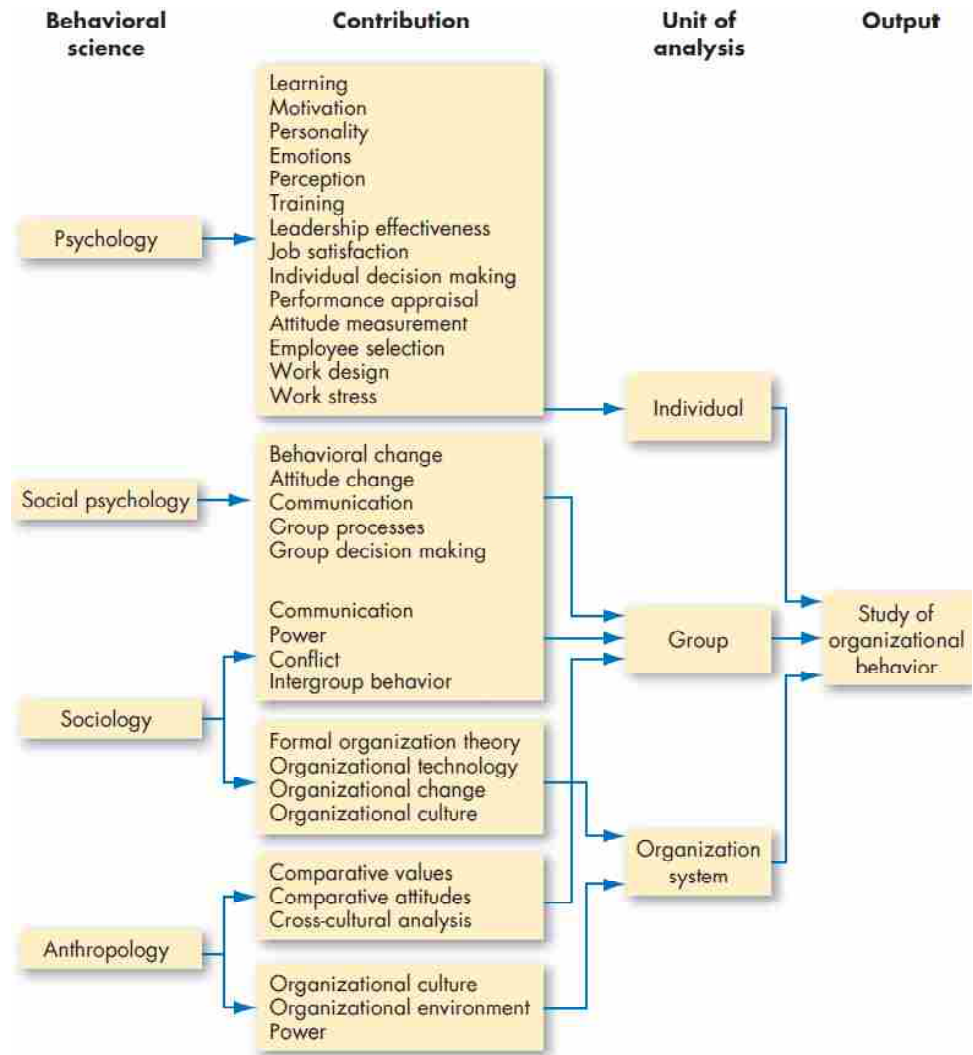 Behavioral
science
Contribution
Unit of
analysis
Output
Psychology
Learning
Motivation
Personality
Emotions
Perception
Training
Leadership effectiveness
Job satisfaction
Individual decision making
Performance appraisal
Attitude measurement
Employee selection
Work design
Work stress
Individual
Social psychology
Behavioral change
Attitude change
Communication
Group processes
Group decision making
Communication
Power
Conflict
Intergroup behavior
Group
Study of
organizational
behavior
Sociology
Formal organization theory
Organizational technology
Organizational change
Organizational culture
Organization
system
Anthropology
Comparative values
Comparative attitudes
Cross-cultural analysis
Organizational culture
Organizational environment
Power